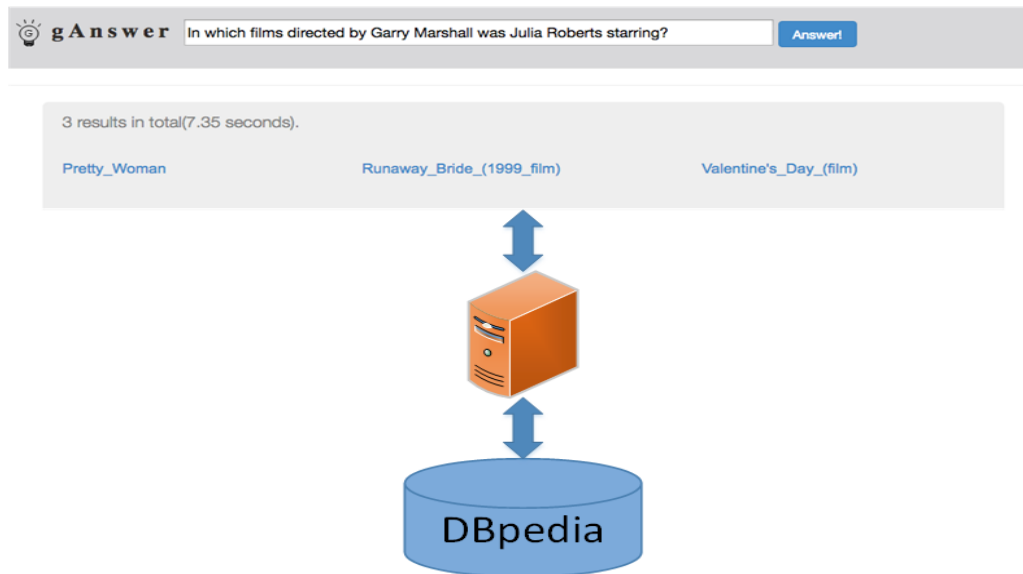 gAnswer In which films directed by Garry Marshall was Julia Roberts starring? Answer!
3 results in total(7.35 seconds).
Pretty_Woman Runaway_Bride_(1999_film) Valentine's_Day_(film)
DBpedia